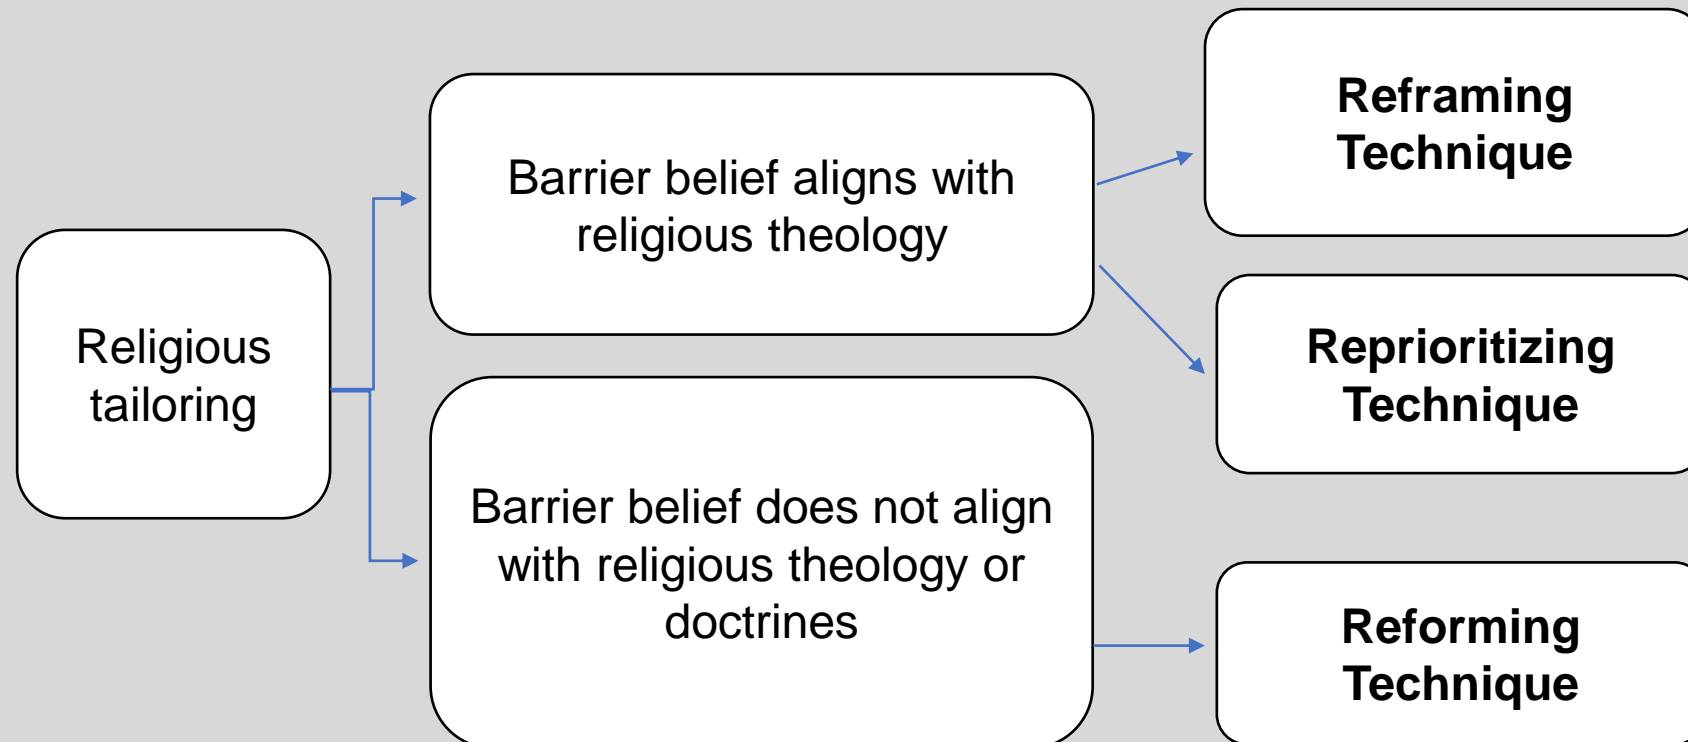 Religious
tailoring
Barrier belief aligns with
religious theology
Barrier belief does not align
with religious theology or
doctrines
Reframing
Technique
Reprioritizing
Technique
Reforming
Technique